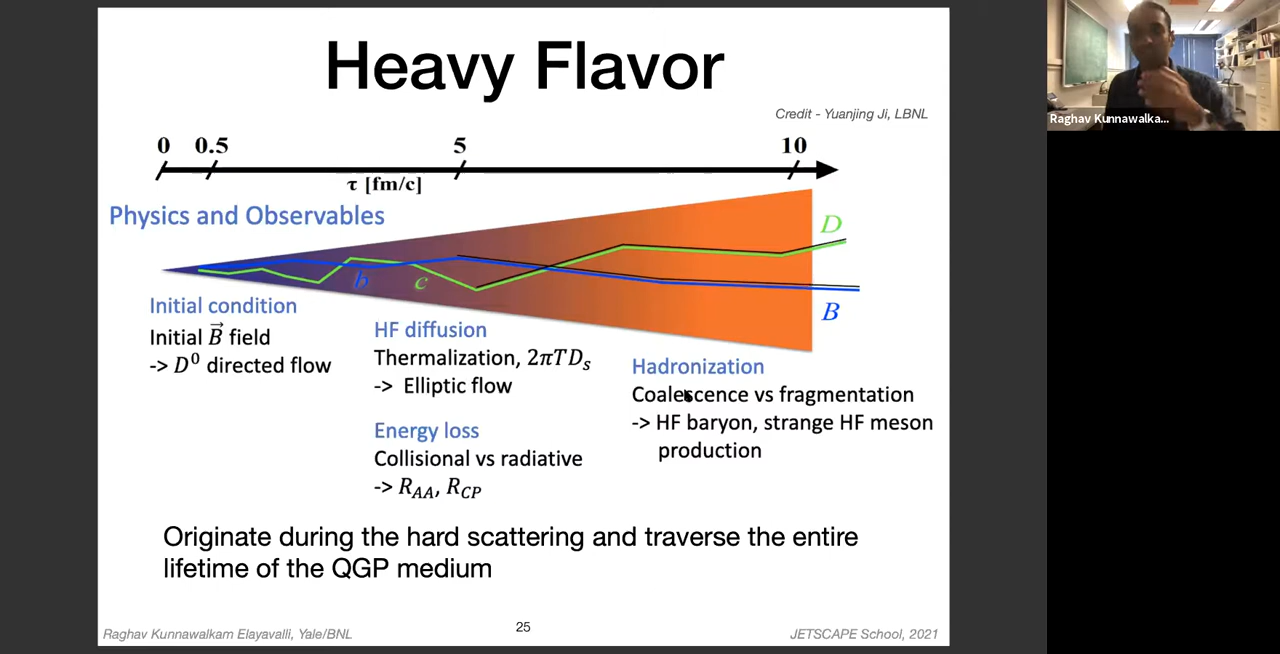 Heavy Flavor
Credit - Yuanjing Ji, LBNL
0 0.5 5 10
τ [fm/c]
Physics and Observables
D
b c
B
Initial condition
Initial B⃗ field
-> D⁰ directed flow
HF diffusion
Thermalization, 2πTDₛ
-> Elliptic flow
Energy loss
Collisional vs radiative
-> R_AA, R_CP
Hadronization
Coalescence vs fragmentation
-> HF baryon, strange HF meson
production
Originate during the hard scattering and traverse the entire
lifetime of the QGP medium
Raghav Kunnawalkam Elayavalli, Yale/BNL
25
JETSCAPE School, 2021
Raghav Kunnawalka...